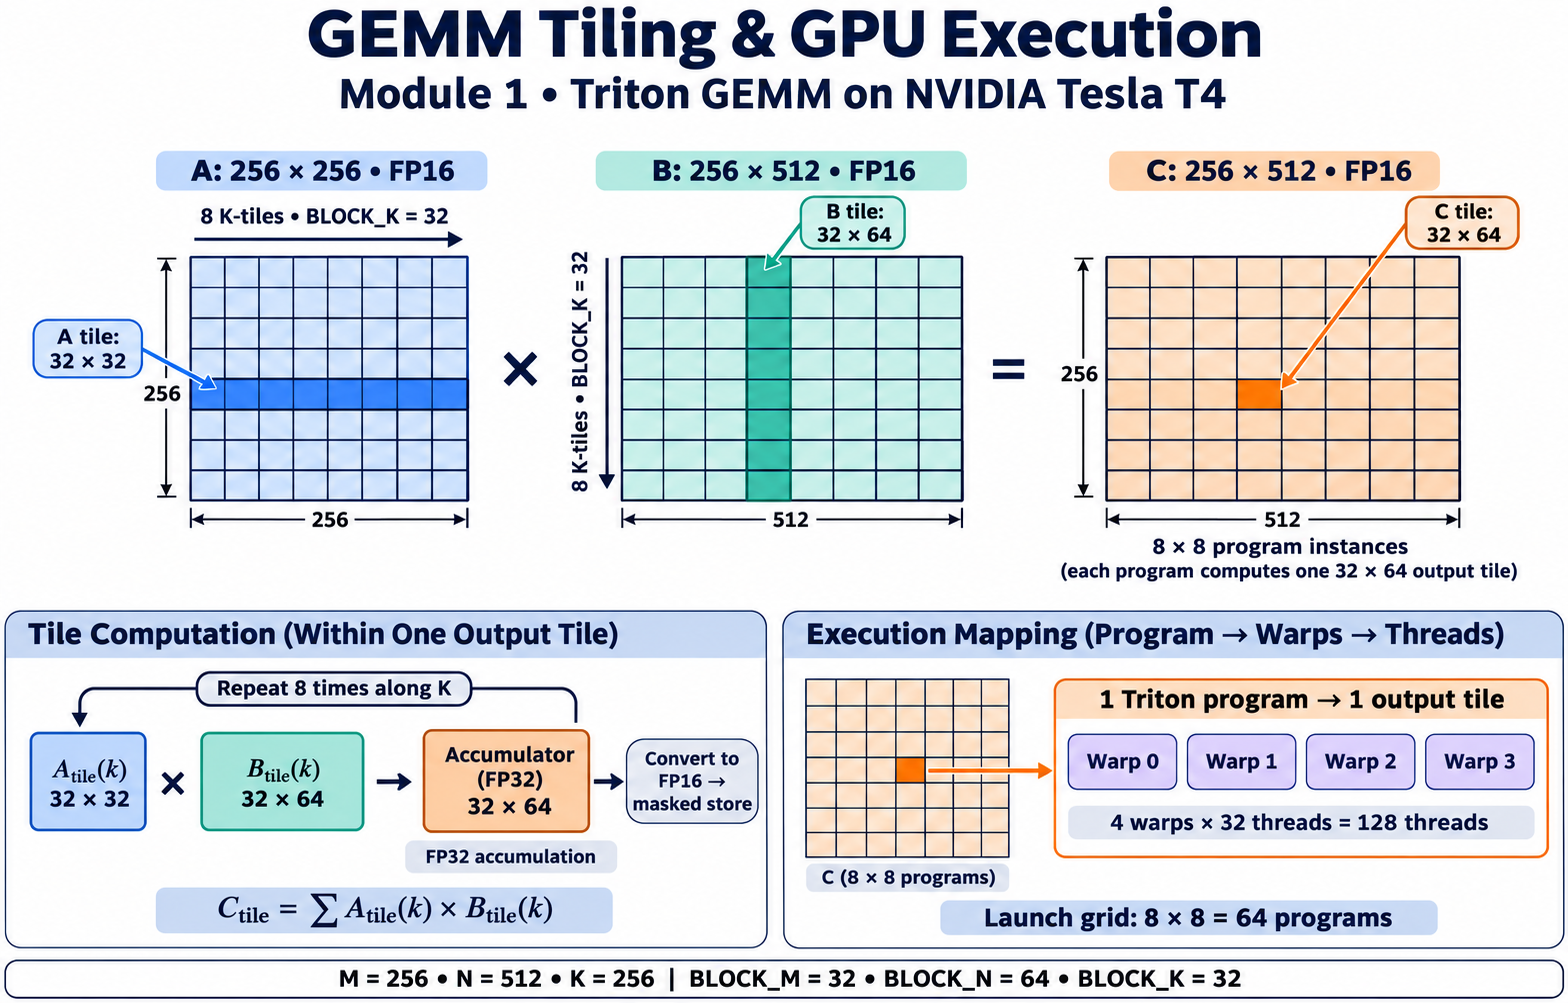 GEMM Tiling & GPU Execution
Module 1 • Triton GEMM on NVIDIA Tesla T4
A: 256 × 256 • FP16
8 K-tiles • BLOCK_K = 32
A tile:
32 × 32
256
256
×
B: 256 × 512 • FP16
B tile:
32 × 64
8 K-tiles • BLOCK_K = 32
512
=
C: 256 × 512 • FP16
C tile:
32 × 64
256
512
8 × 8 program instances
(each program computes one 32 × 64 output tile)
Tile Computation (Within One Output Tile)
Repeat 8 times along K
A_tile(k)
32 × 32
×
B_tile(k)
32 × 64
→
Accumulator
(FP32)
32 × 64
→
Convert to
FP16 →
masked store
FP32 accumulation
C_tile = ∑ A_tile(k) × B_tile(k)
Execution Mapping (Program → Warps → Threads)
C (8 × 8 programs)
1 Triton program → 1 output tile
Warp 0
Warp 1
Warp 2
Warp 3
4 warps × 32 threads = 128 threads
Launch grid: 8 × 8 = 64 programs
M = 256 • N = 512 • K = 256 | BLOCK_M = 32 • BLOCK_N = 64 • BLOCK_K = 32